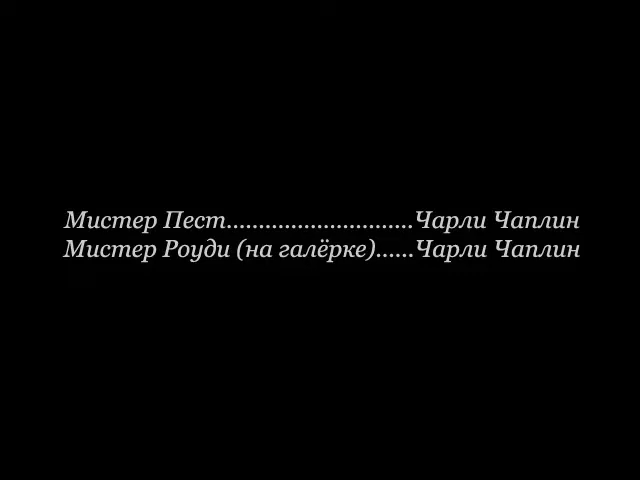 Мистер Пест.............................Чарли Чаплин
Мистер Роуди (на галёрке)......Чарли Чаплин